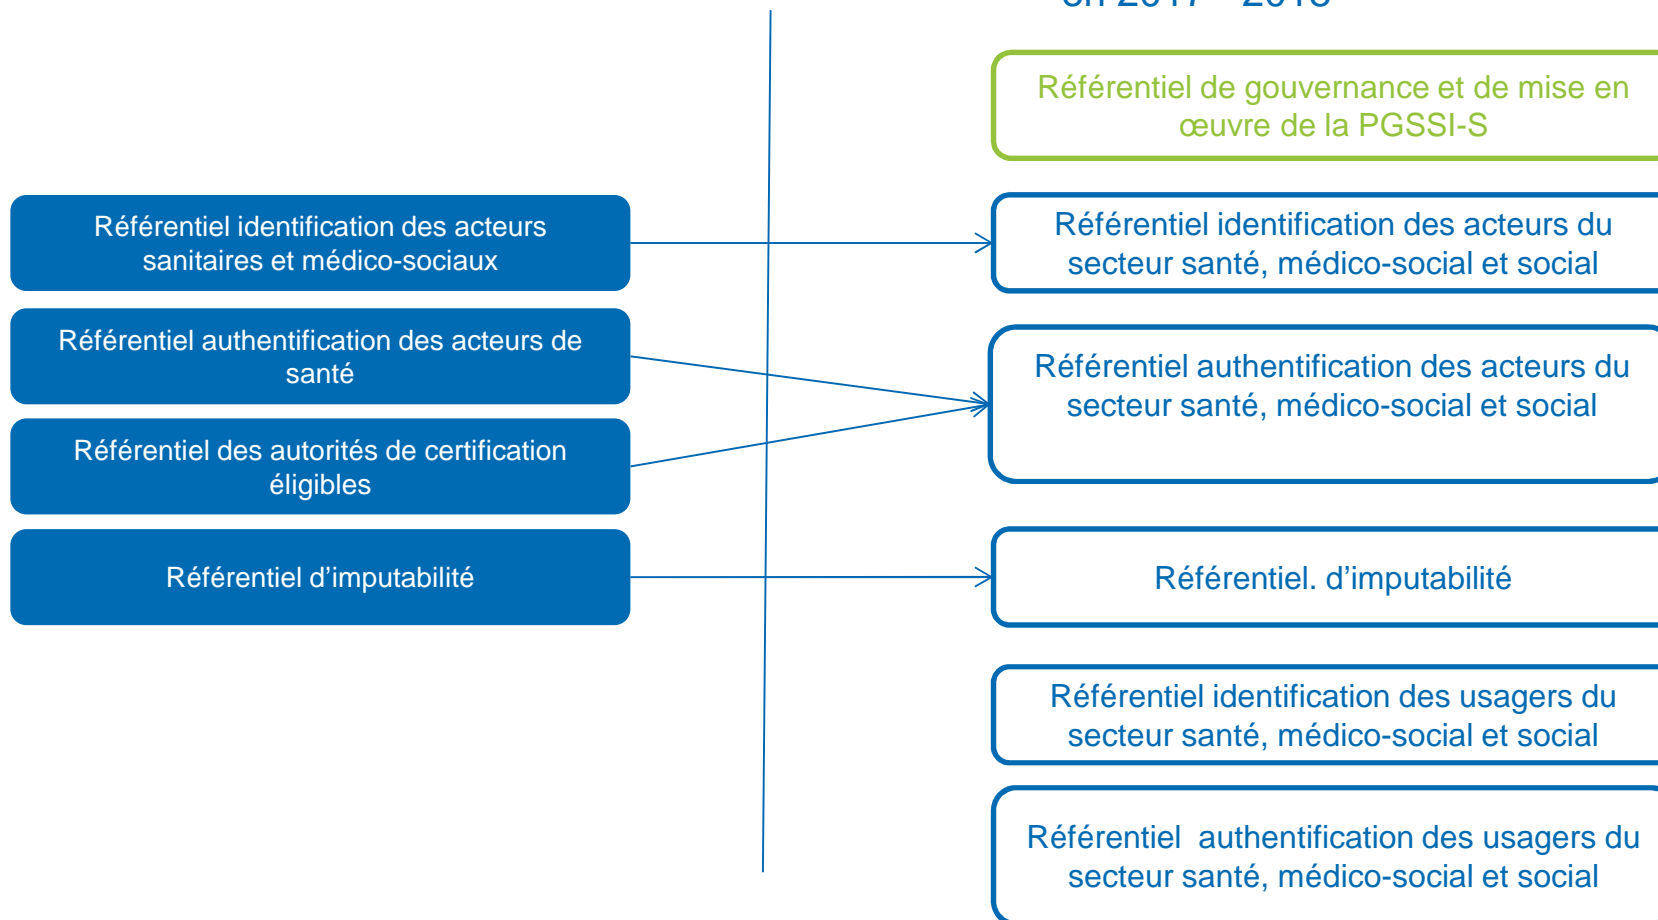 Référentiel de gouvernance et de mise en
œuvre de la PGSSI-S
Référentiel identification des acteurs
sanitaires et médico-sociaux
Référentiel authentification des acteurs de
santé
Référentiel des autorités de certification
éligibles
Référentiel d’imputabilité
Référentiel identification des acteurs du
secteur santé, médico-social et social
Référentiel authentification des acteurs du
secteur santé, médico-social et social
Référentiel. d’imputabilité
Référentiel identification des usagers du
secteur santé, médico-social et social
Référentiel authentification des usagers du
secteur santé, médico-social et social